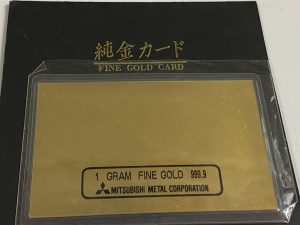 純金カード
FINE GOLD CARD
1 GRAM FINE GOLD 999.9
MITSUBISHI METAL CORPORATION